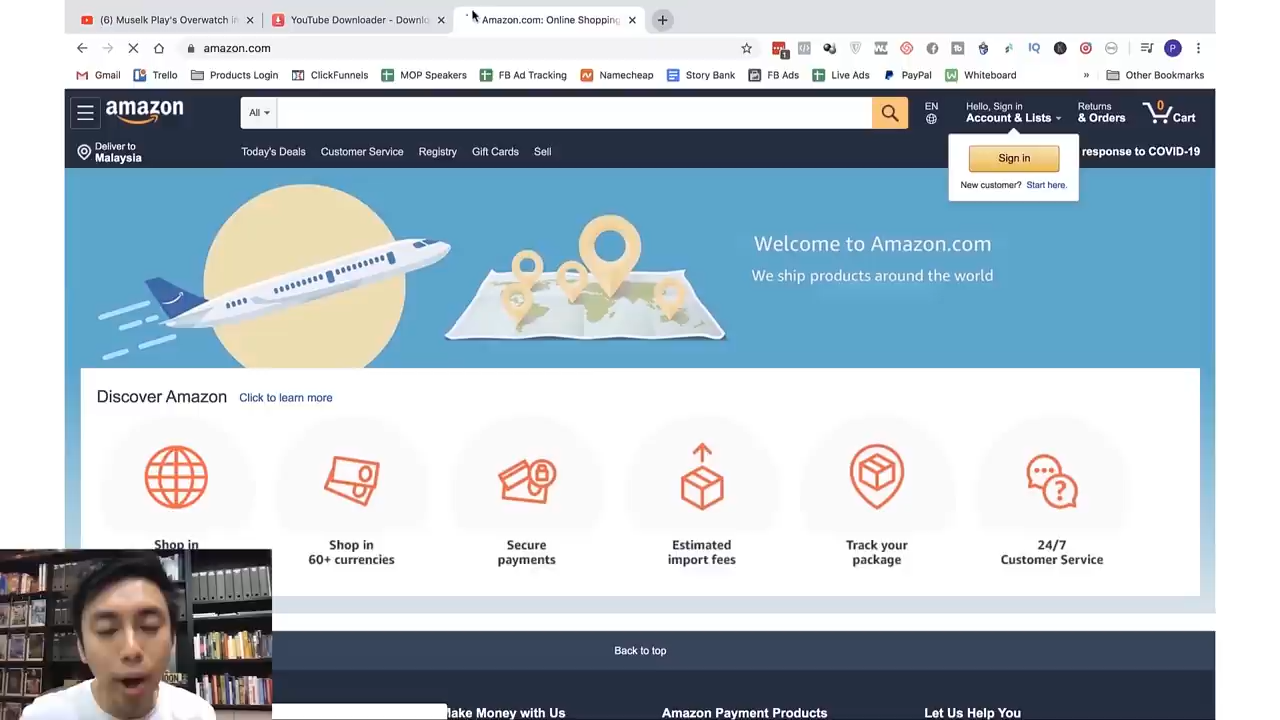 (6) Muselk Play's Overwatch in
YouTube Downloader - Downlo
Amazon.com: Online Shopping
amazon.com
1
P
Gmail
Trello
Products Login
ClickFunnels
MOP Speakers
FB Ad Tracking
Namecheap
Story Bank
FB Ads
Live Ads
PayPal
Whiteboard
»
Other Bookmarks
amazon
All
EN
Hello, Sign in
Account & Lists
Returns
& Orders
0
Cart
Deliver to
Malaysia
Today's Deals
Customer Service
Registry
Gift Cards
Sell
response to COVID-19
Sign in
New customer? Start here.
Welcome to Amazon.com
We ship products around the world
Discover Amazon
Click to learn more
Shop in
Shop in
60+ currencies
Secure
payments
Estimated
import fees
Track your
package
24/7
Customer Service
Back to top
Make Money with Us
Amazon Payment Products
Let Us Help You